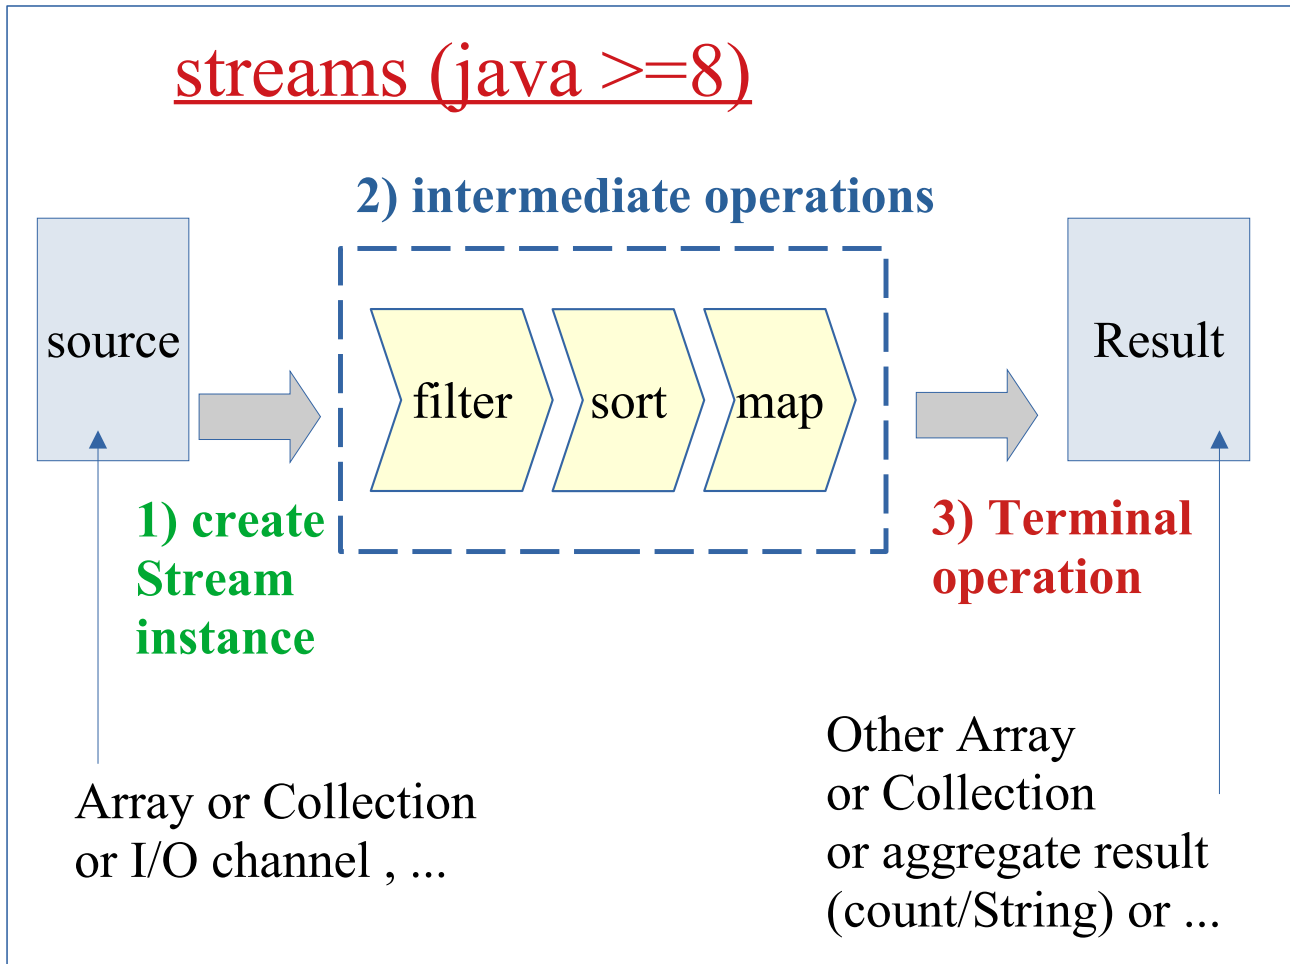 streams (java >=8)
2) intermediate operations
source
filter
sort
map
Result
1) create
Stream
instance
3) Terminal
operation
Array or Collection
or I/O channel , ...
Other Array
or Collection
or aggregate result
(count/String) or ...